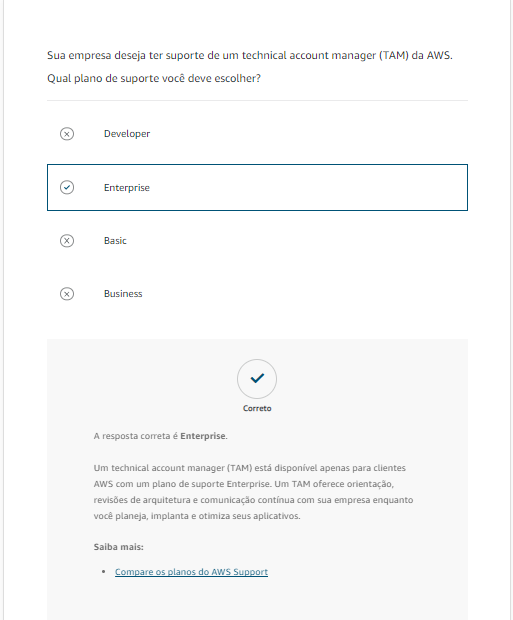 Sua empresa deseja ter suporte de um technical account manager (TAM) da AWS.
Qual plano de suporte você deve escolher?
Developer
Enterprise
Basic
Business
Correto
A resposta correta é Enterprise.
Um technical account manager (TAM) está disponível apenas para clientes
AWS com um plano de suporte Enterprise. Um TAM oferece orientação,
revisões de arquitetura e comunicação contínua com sua empresa enquanto
você planeja, implanta e otimiza seus aplicativos.
Saiba mais:
• Compare os planos do AWS Support